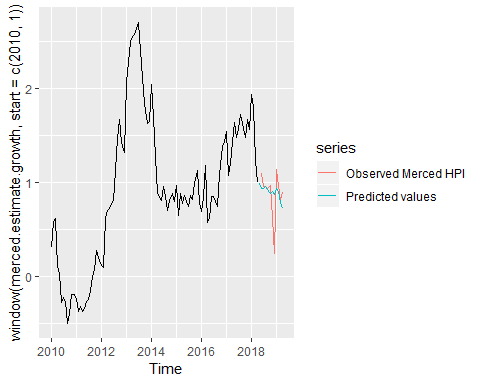 window(merced.estimate.growth, start = c(2010, 1))
2
1
0
2010 2012 2014 2016 2018
Time
series
Observed Merced HPI
Predicted values